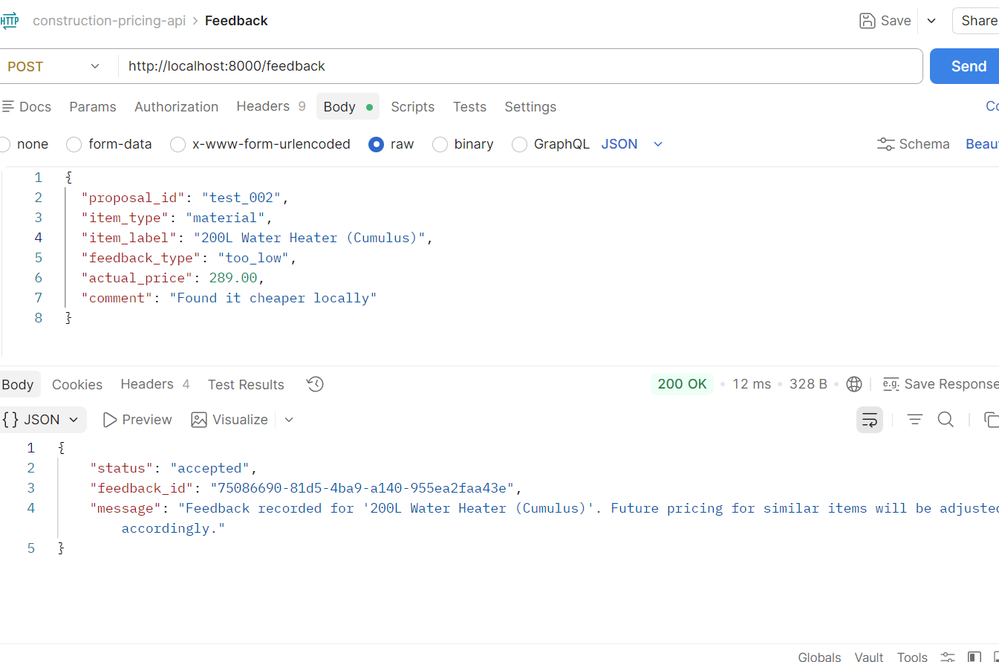 HTTP construction-pricing-api > Feedback Save Share
POST http://localhost:8000/feedback Send
Docs Params Authorization Headers 9 Body Scripts Tests Settings
none form-data x-www-form-urlencoded raw binary GraphQL JSON Schema
1 {
2 "proposal_id": "test_002",
3 "item_type": "material",
4 "item_label": "200L Water Heater (Cumulus)",
5 "feedback_type": "too_low",
6 "actual_price": 289.00,
7 "comment": "Found it cheaper locally"
8 }
Body Cookies Headers 4 Test Results 200 OK • 12 ms • 328 B • e.g. Save Response
{} JSON Preview Visualize
1 {
2 "status": "accepted",
3 "feedback_id": "75086690-81d5-4ba9-a140-955ea2faa43e",
4 "message": "Feedback recorded for '200L Water Heater (Cumulus)'. Future pricing for similar items will be adjusted
accordingly."
5 }
Globals Vault Tools